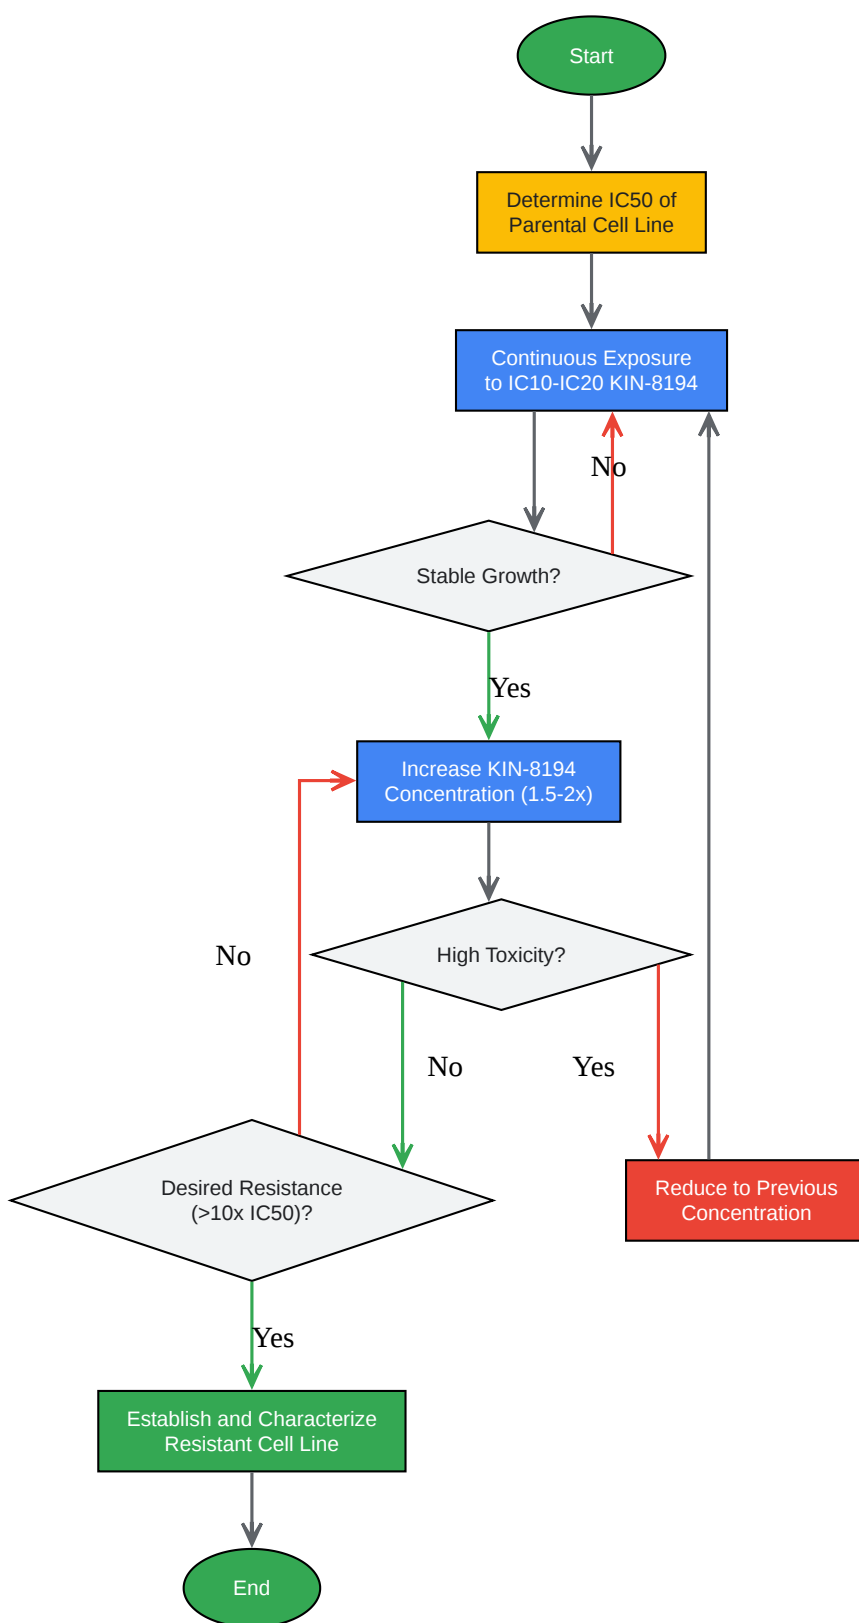 Start
Determine IC50 of
Parental Cell Line
Continuous Exposure
to IC10-IC20 KIN-8194
No
Stable Growth?
Yes
Increase KIN-8194
Concentration (1.5-2x)
No
High Toxicity?
No
Yes
Desired Resistance
(>10x IC50)?
Reduce to Previous
Concentration
Yes
Establish and Characterize
Resistant Cell Line
End